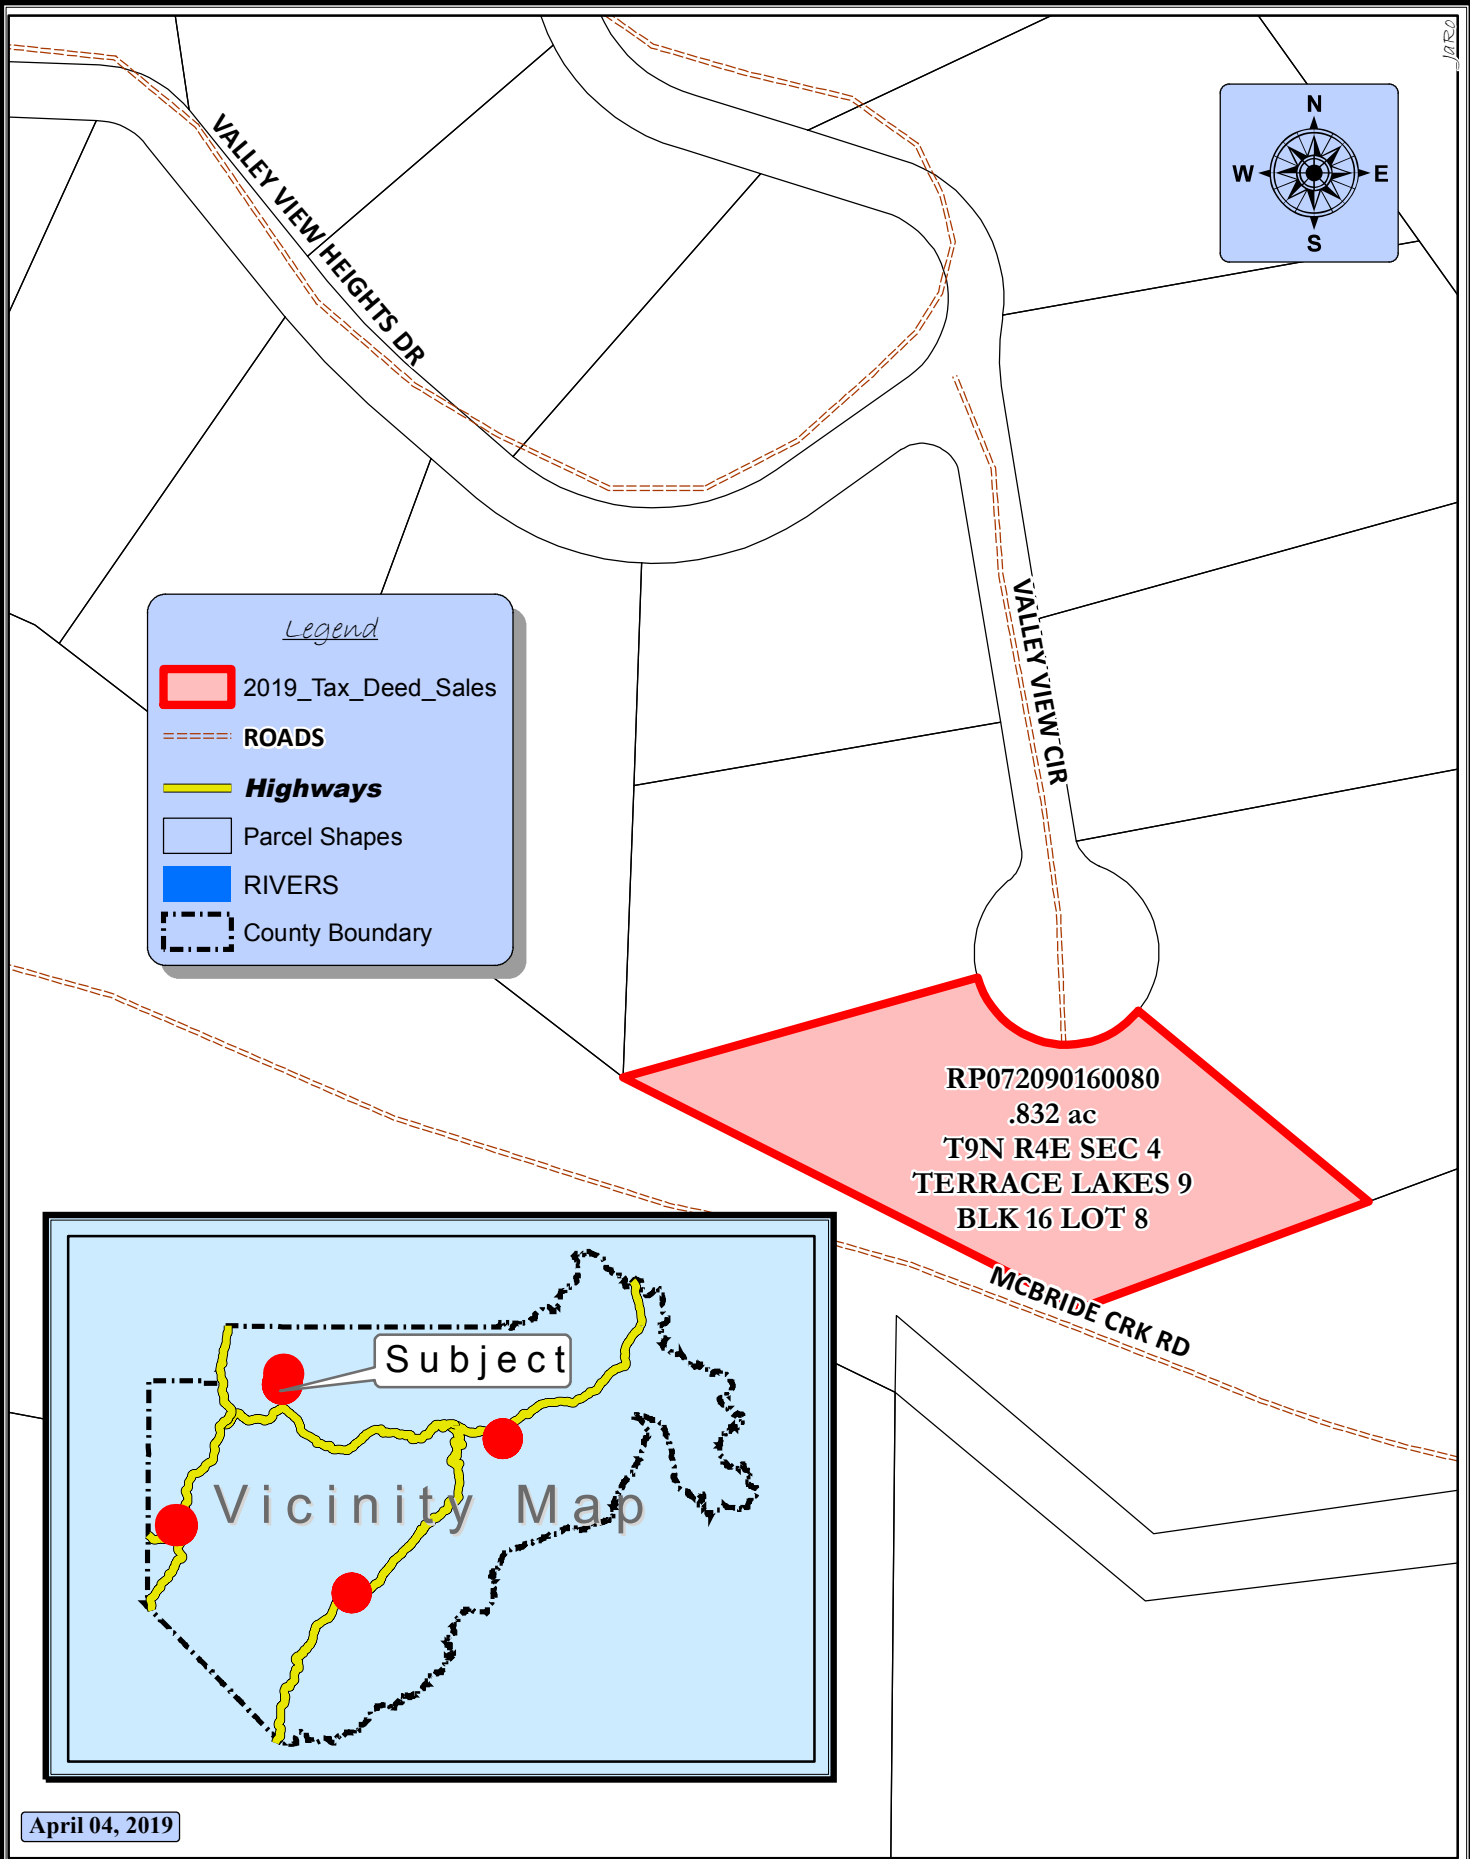 JaRo
N
W E
S
VALLEY VIEW HEIGHTS DR
VALLEY VIEW CIR
Legend
2019_Tax_Deed_Sales
ROADS
Highways
Parcel Shapes
RIVERS
County Boundary
RP072090160080
.832 ac
T9N R4E SEC 4
TERRACE LAKES 9
BLK 16 LOT 8
MCBRIDE CRK RD
Subject
Vicinity Map
April 04, 2019